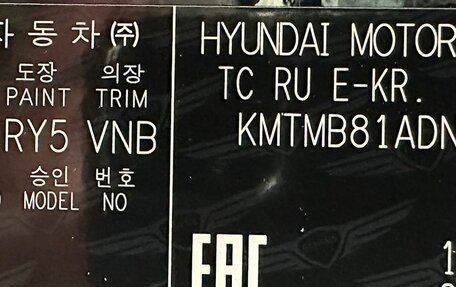 자동차 ㈜
도장 의장
PAINT TRIM
RY5 VNB
승인 번호
MODEL NO
HYUNDAI MOTOR
TC RU E-KR.
KMTMB81ADN
EAC
1